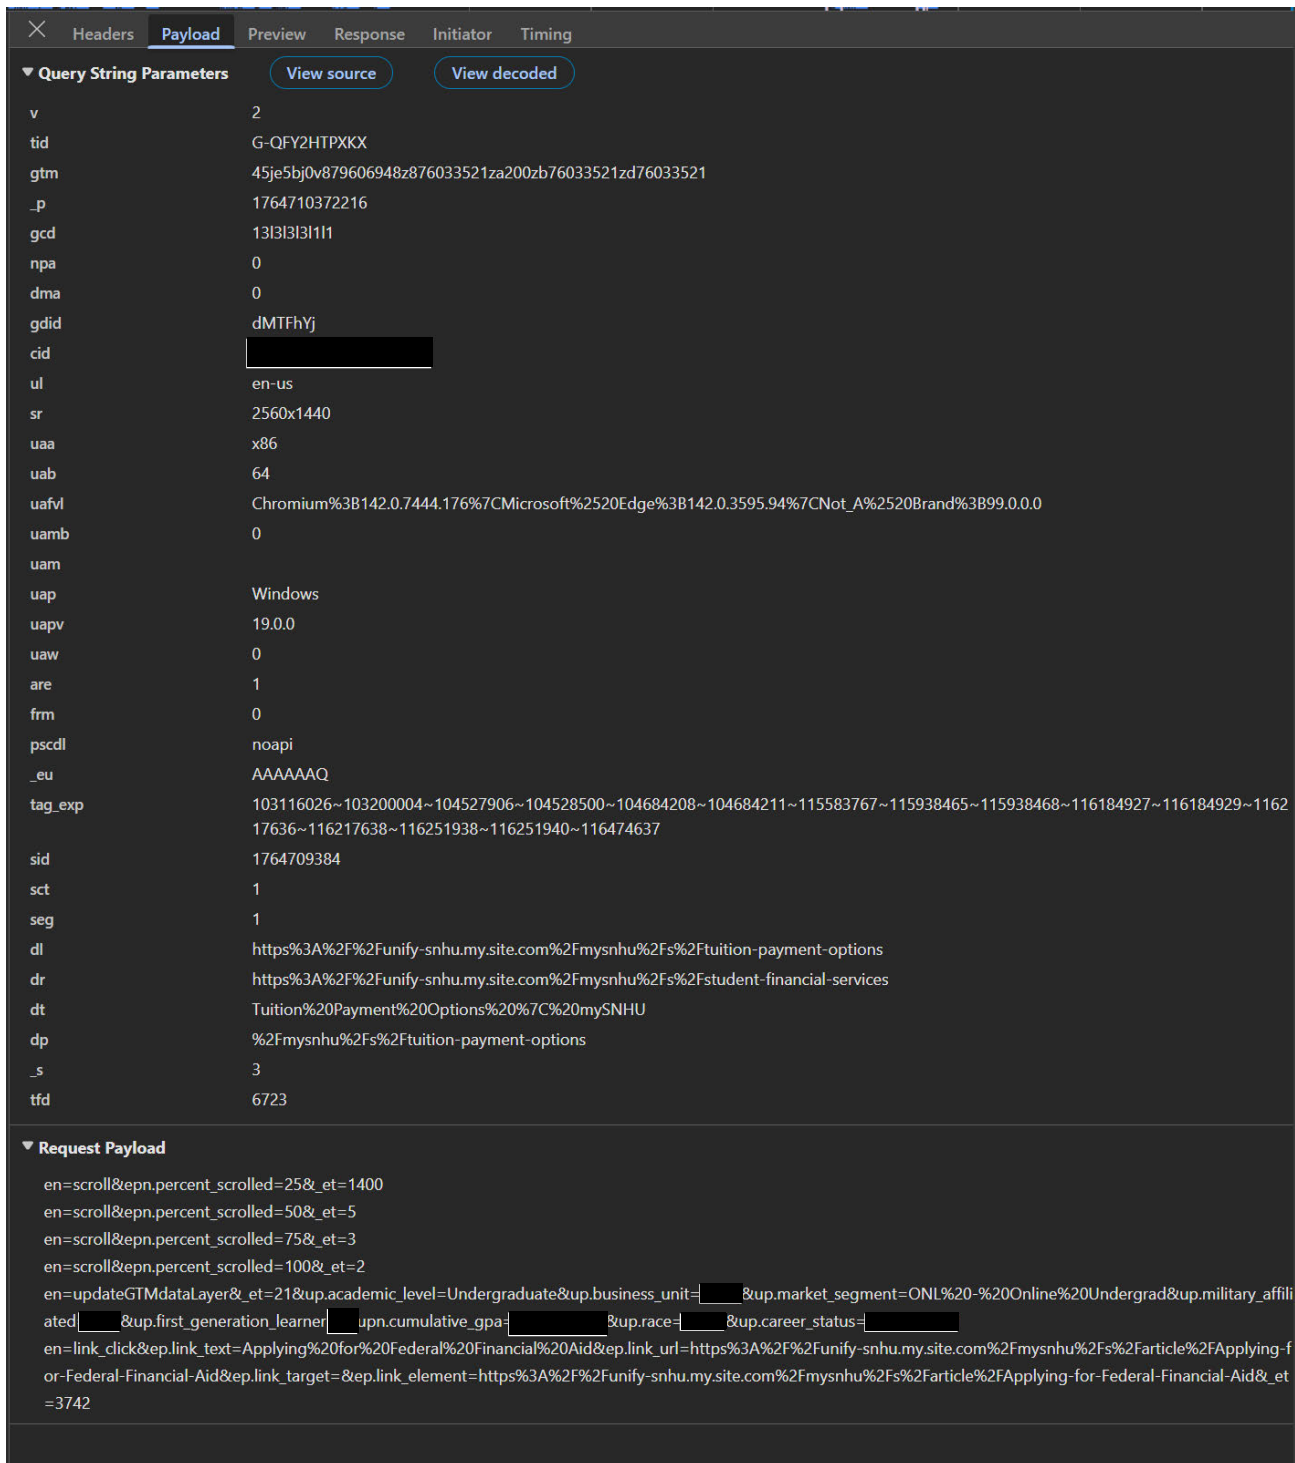 Headers Payload Preview Response Initiator Timing
Query String Parameters View source View decoded
v 2
tid G-QFY2HTPXKX
gtm 45je5bj0v879606948z876033521za200zb76033521zd76033521
_p 1764710372216
gcd 13l3l3l3l1l1
npa 0
dma 0
gdid dMTFhYj
cid
ul en-us
sr 2560x1440
uaa x86
uab 64
uafvl Chromium%3B142.0.7444.176%7CMicrosoft%2520Edge%3B142.0.3595.94%7CNot_A%2520Brand%3B99.0.0.0
uamb 0
uam
uap Windows
uapv 19.0.0
uaw 0
are 1
frm 0
pscdl noapi
_eu AAAAAAQ
tag_exp 103116026~103200004~104527906~104528500~104684208~104684211~115583767~115938465~115938468~116184927~116184929~1162
17636~116217638~116251938~116251940~116474637
sid 1764709384
sct 1
seg 1
dl https%3A%2F%2Funify-snhu.my.site.com%2Fmysnhu%2Fs%2Ftuition-payment-options
dr https%3A%2F%2Funify-snhu.my.site.com%2Fmysnhu%2Fs%2Fstudent-financial-services
dt Tuition%20Payment%20Options%20%7C%20mySNHU
dp %2Fmysnhu%2Fs%2Ftuition-payment-options
_s 3
tfd 6723
Request Payload
en=scroll&epn.percent_scrolled=25&_et=1400
en=scroll&epn.percent_scrolled=50&_et=5
en=scroll&epn.percent_scrolled=75&_et=3
en=scroll&epn.percent_scrolled=100&_et=2
en=updateGTMdataLayer&_et=21&up.academic_level=Undergraduate&up.business_unit= &up.market_segment=ONL%20-%20Online%20Undergrad&up.military_affili
ated &up.first_generation_learner upn.cumulative_gpa= &up.race= &up.career_status=
en=link_click&ep.link_text=Applying%20for%20Federal%20Financial%20Aid&ep.link_url=https%3A%2F%2Funify-snhu.my.site.com%2Fmysnhu%2Fs%2Farticle%2FApplying-f
or-Federal-Financial-Aid&ep.link_target=&ep.link_element=https%3A%2F%2Funify-snhu.my.site.com%2Fmysnhu%2Fs%2Farticle%2FApplying-for-Federal-Financial-Aid&_et
=3742